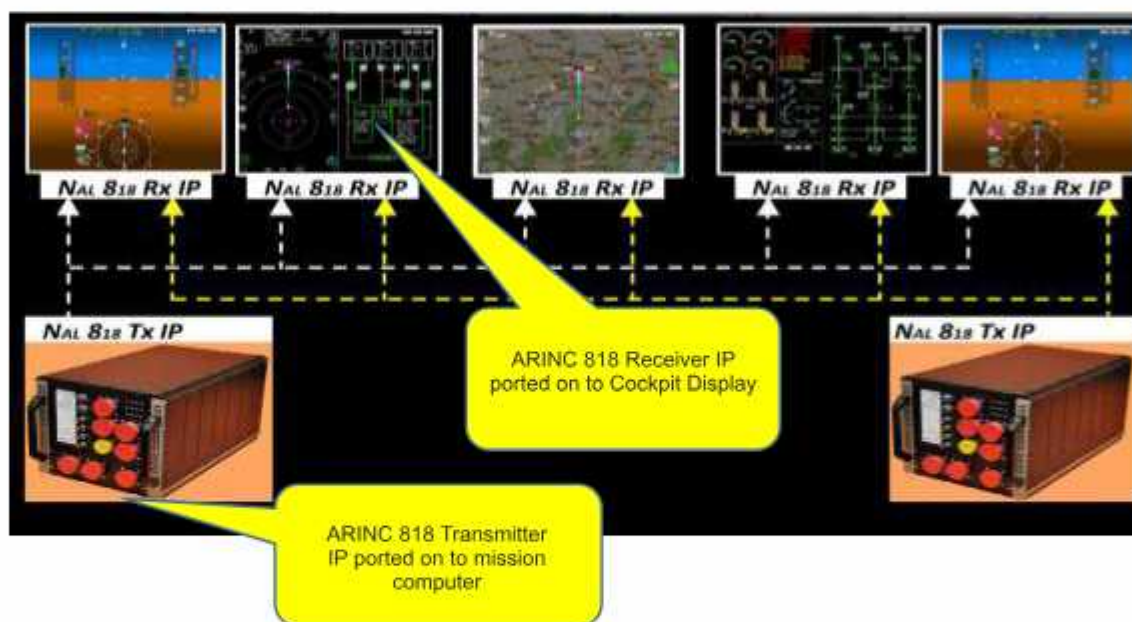 NAL 818 Rx IP
NAL 818 Rx IP
NAL 818 Rx IP
NAL 818 Rx IP
NAL 818 Rx IP
NAL 818 Tx IP
NAL 818 Tx IP
ARINC 818 Receiver IP
ported on to Cockpit Display
ARINC 818 Transmitter
IP ported on to mission
computer